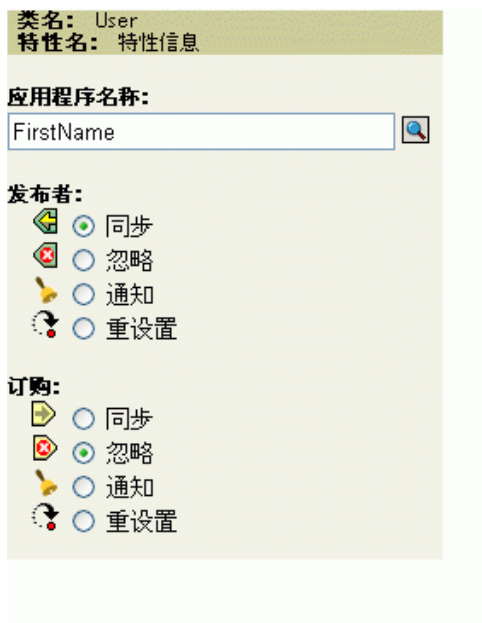 类名: User
特性名: 特性信息
应用程序名称:
FirstName
发布者:
同步
忽略
通知
重设置
订购:
同步
忽略
通知
重设置